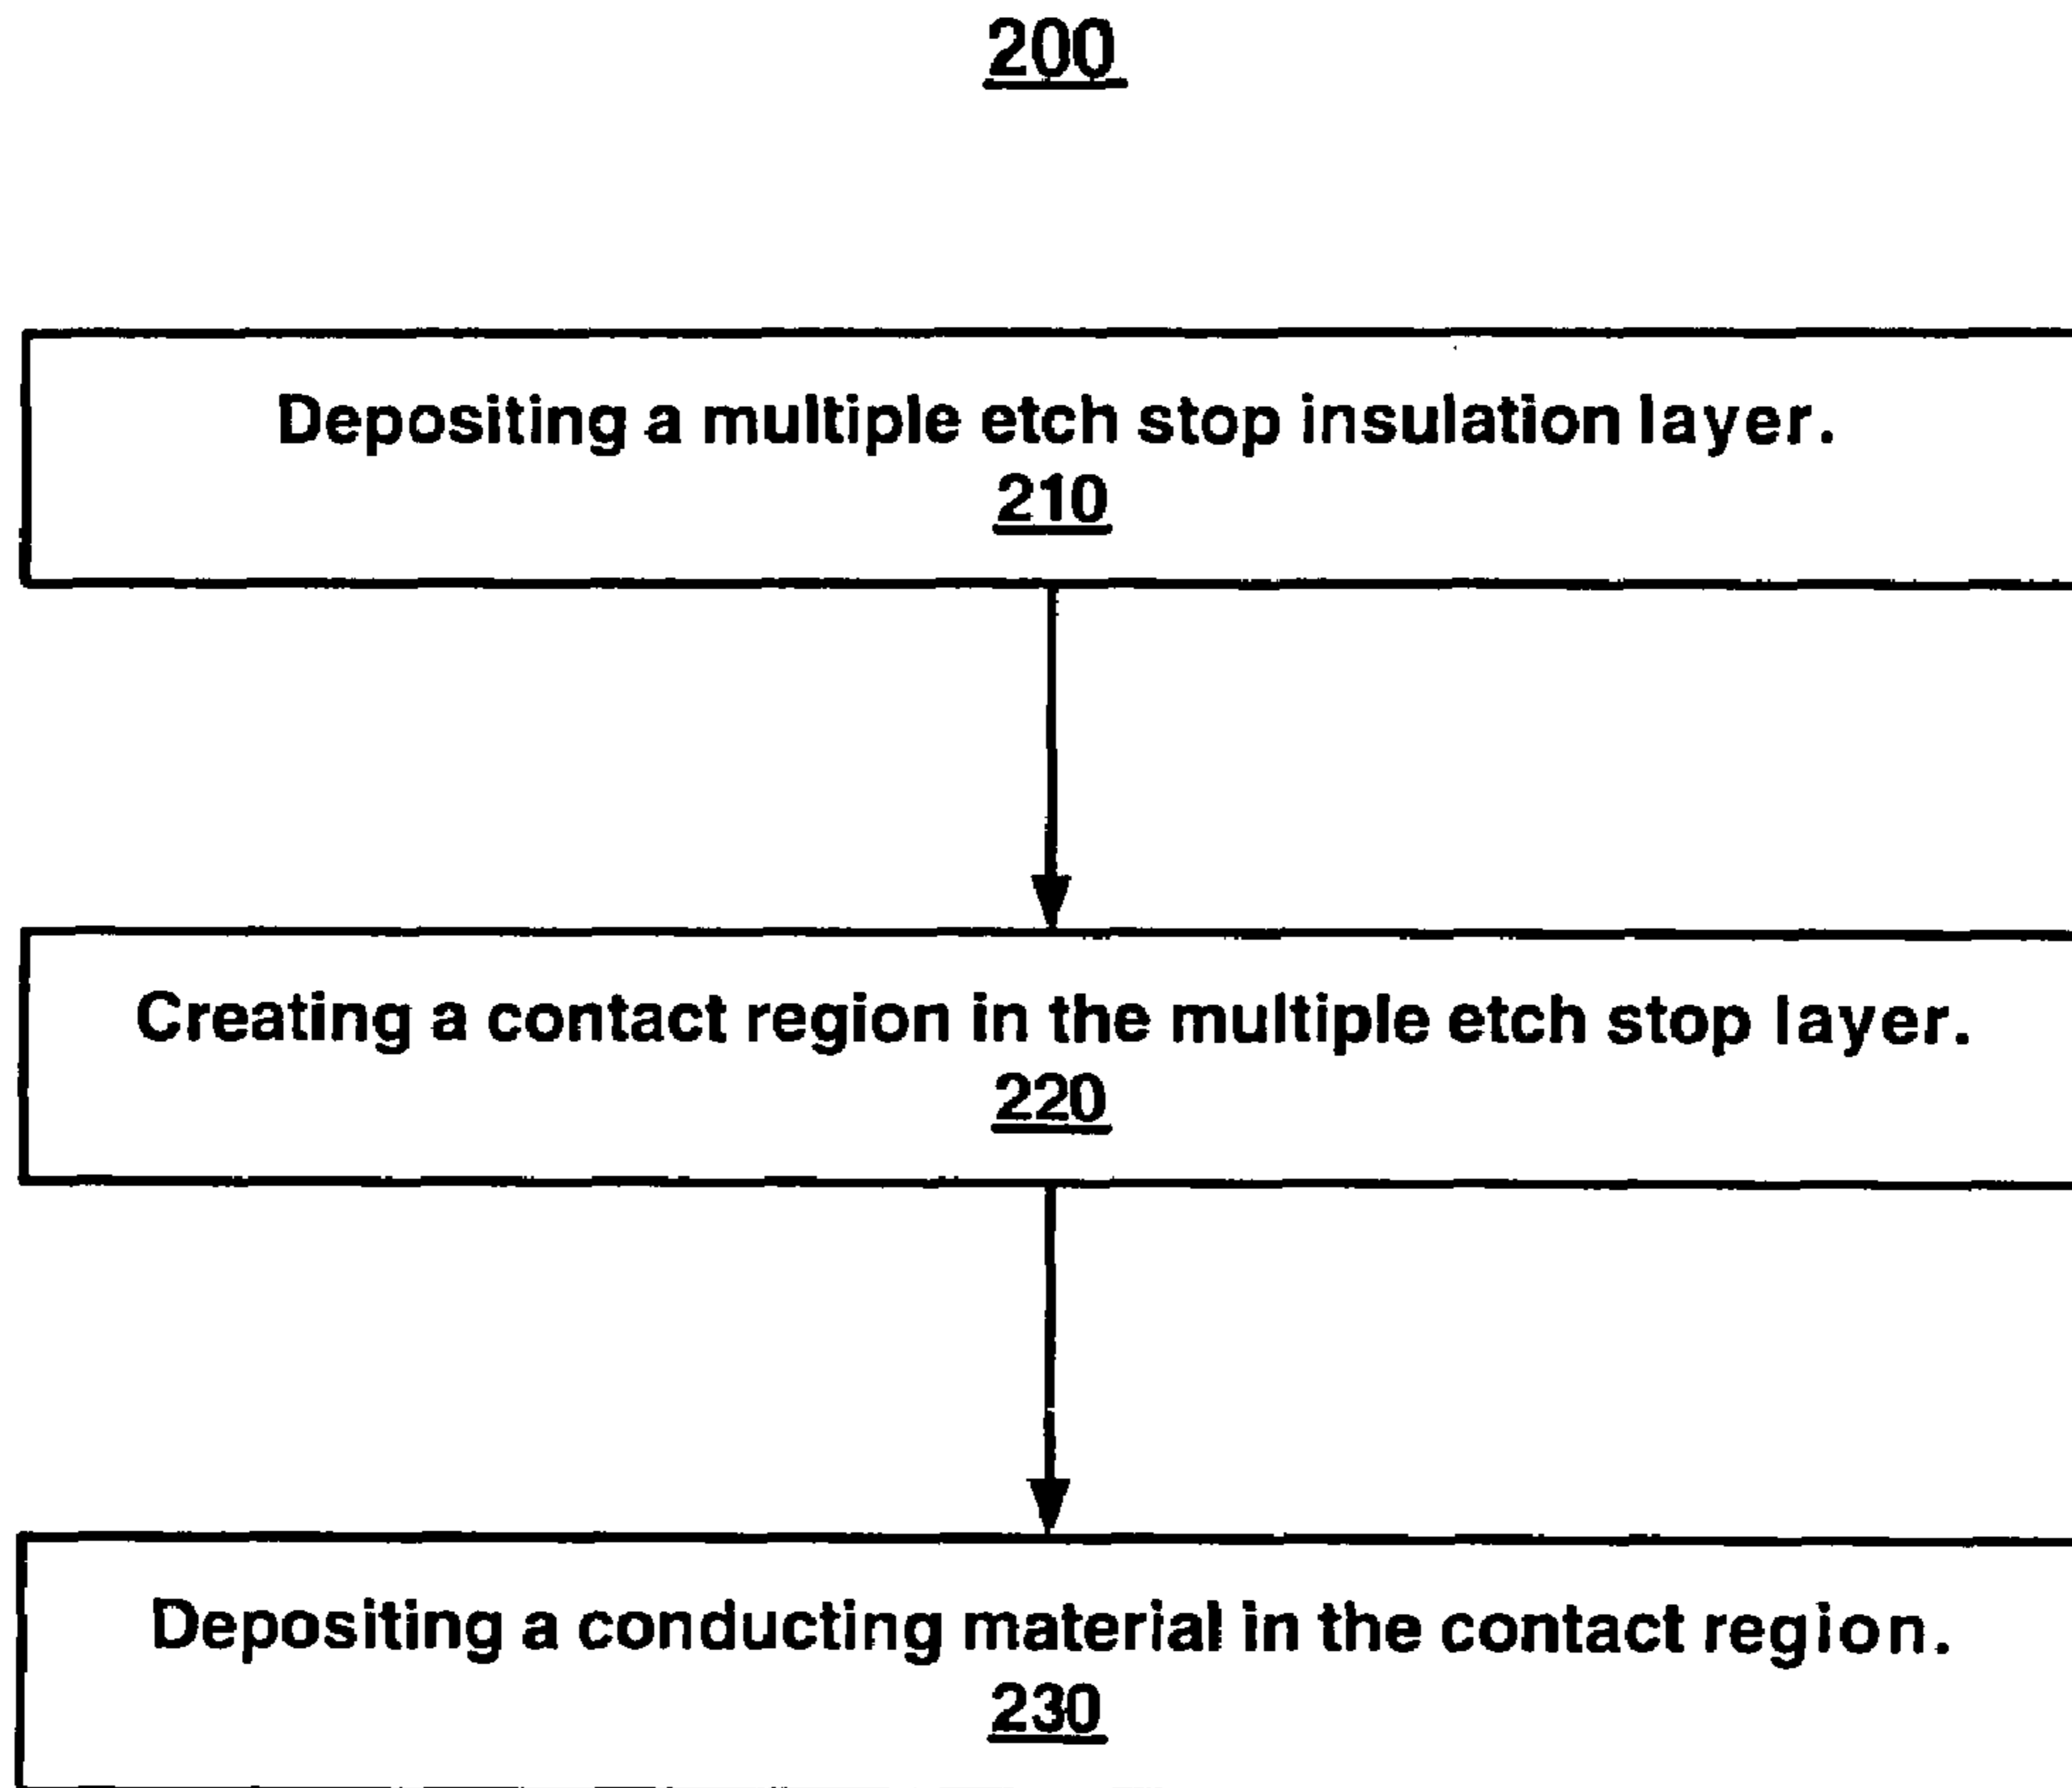 200
Depositing a multiple etch stop insulation layer.
210
Creating a contact region in the multiple etch stop layer.
220
Depositing a conducting material in the contact region.
230